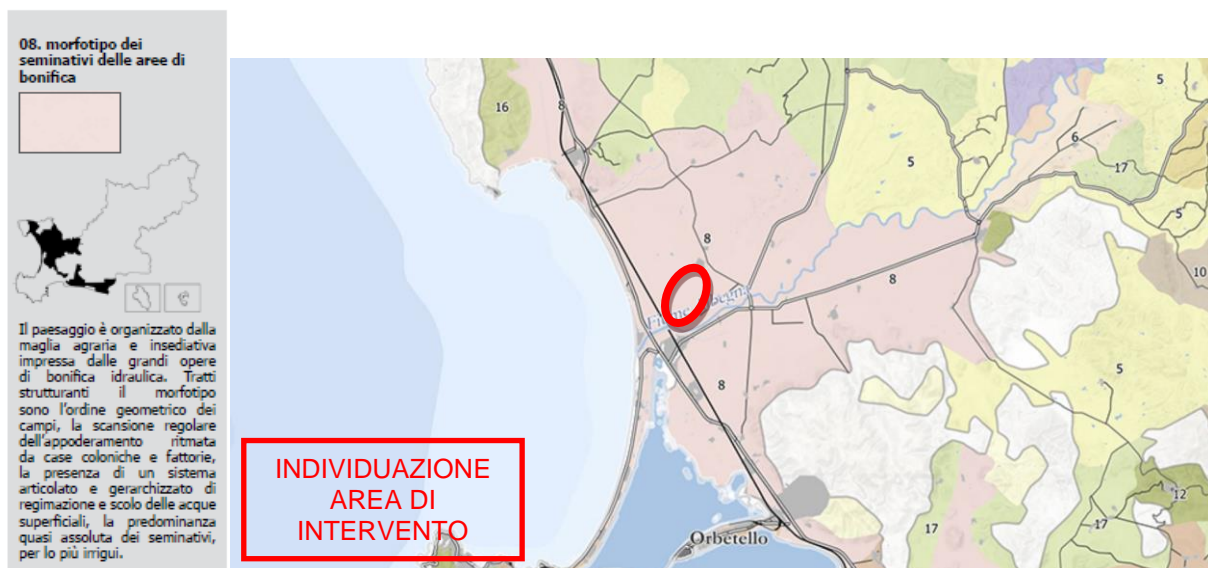 08. morfotipo dei
seminativi delle aree di
bonifica
Il paesaggio è organizzato dalla
maglia agraria e insediativa
impressa dalle grandi opere
di bonifica idraulica. Tratti
strutturanti il morfotipo
sono l'ordine geometrico dei
campi, la scansione regolare
dell'appoderamento ritmata
da case coloniche e fattorie,
la presenza di un sistema
articolato e gerarchizzato di
regimazione e scolo delle acque
superficiali, la predominanza
quasi assoluta dei seminativi,
per lo più irrigui.
16
8
5
5
6
17
8
5
8
10
8
5
12
17
17
Orbetello
INDIVIDUAZIONE
AREA DI
INTERVENTO